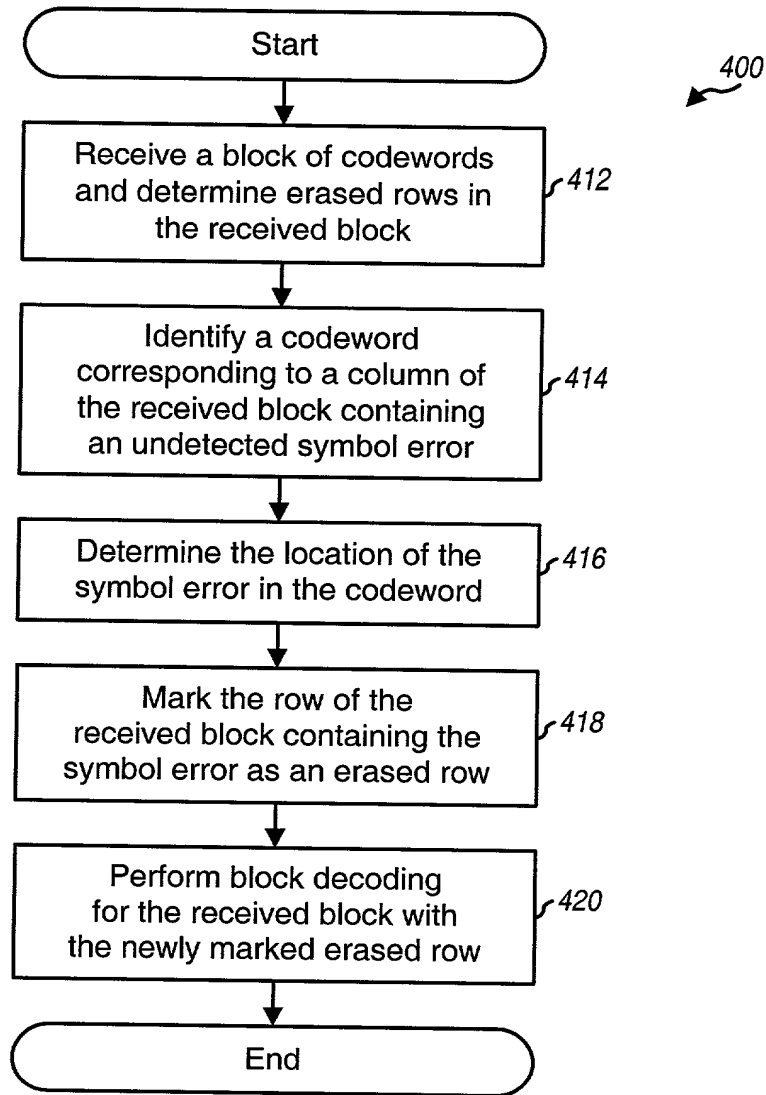 Start
400
Receive a block of codewords
and determine erased rows in
the received block
412
Identify a codeword
corresponding to a column of
the received block containing
an undetected symbol error
414
Determine the location of the
symbol error in the codeword
416
Mark the row of the
received block containing the
symbol error as an erased row
418
Perform block decoding
for the received block with
the newly marked erased row
420
End